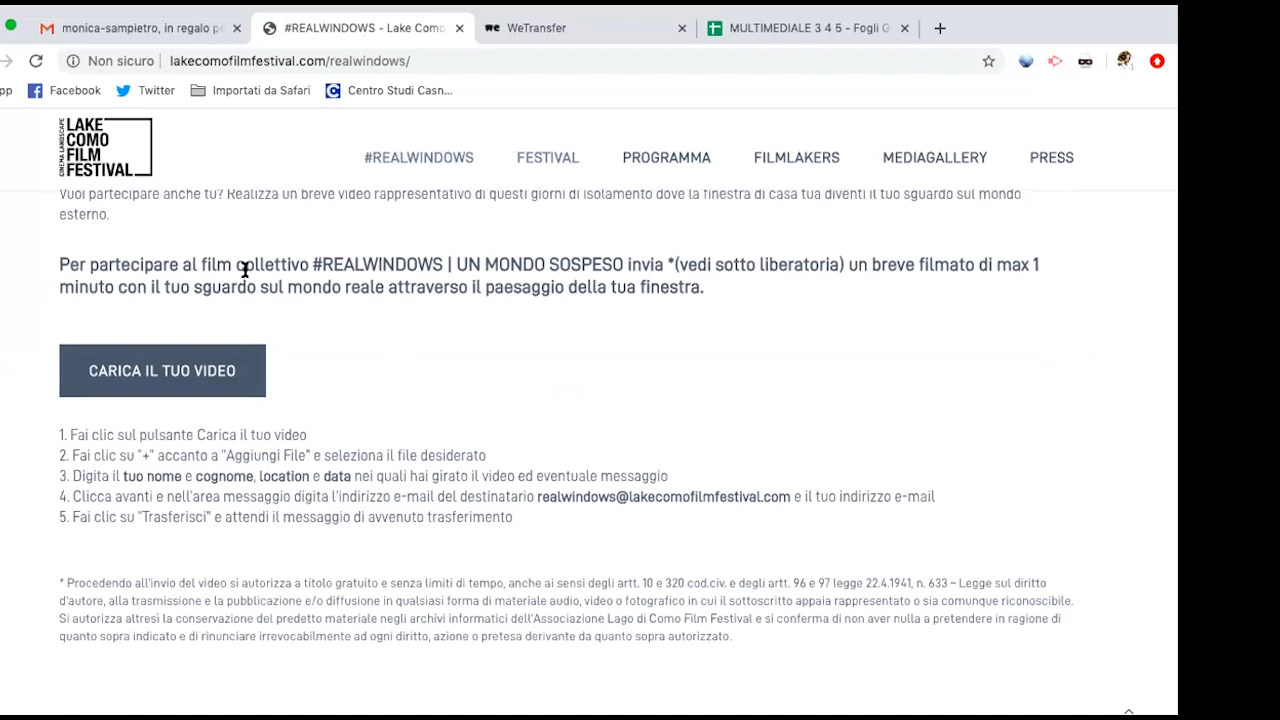 monica-sampietro, in regalo pe
#REALWINDOWS - Lake Como
WeTransfer
MULTIMEDIALE 3 4 5 - Fogli G
Non sicuro
lakecomofilmfestival.com/realwindows/
pp
Facebook
Twitter
Importati da Safari
Centro Studi Casn...
CINEMA LANDSCAPE
LAKE
COMO
FILM
FESTIVAL
#REALWINDOWS
FESTIVAL
PROGRAMMA
FILMLAKERS
MEDIAGALLERY
PRESS
Vuoi partecipare anche tu? Realizza un breve video rappresentativo di questi giorni di isolamento dove la finestra di casa tua diventi il tuo sguardo sul mondo
esterno.
Per partecipare al film collettivo #REALWINDOWS | UN MONDO SOSPESO invia *(vedi sotto liberatoria) un breve filmato di max 1
minuto con il tuo sguardo sul mondo reale attraverso il paesaggio della tua finestra.
CARICA IL TUO VIDEO
1. Fai clic sul pulsante Carica il tuo video
2. Fai clic su "+" accanto a "Aggiungi File" e seleziona il file desiderato
3. Digita il tuo nome e cognome, location e data nei quali hai girato il video ed eventuale messaggio
4. Clicca avanti e nell'area messaggio digita l'indirizzo e-mail del destinatario realwindows@lakecomofilmfestival.com e il tuo indirizzo e-mail
5. Fai clic su "Trasferisci" e attendi il messaggio di avvenuto trasferimento
* Procedendo all'invio del video si autorizza a titolo gratuito e senza limiti di tempo, anche ai sensi degli artt. 10 e 320 cod.civ. e degli artt. 96 e 97 legge 22.4.1941, n. 633 – Legge sul diritto
d'autore, alla trasmissione e la pubblicazione e/o diffusione in qualsiasi forma di materiale audio, video o fotografico in cui il sottoscritto appaia rappresentato o sia comunque riconoscibile.
Si autorizza altresì la conservazione del predetto materiale negli archivi informatici dell'Associazione Lago di Como Film Festival e si conferma di non aver nulla a pretendere in ragione di
quanto sopra indicato e di rinunciare irrevocabilmente ad ogni diritto, azione o pretesa derivante da quanto sopra autorizzato.